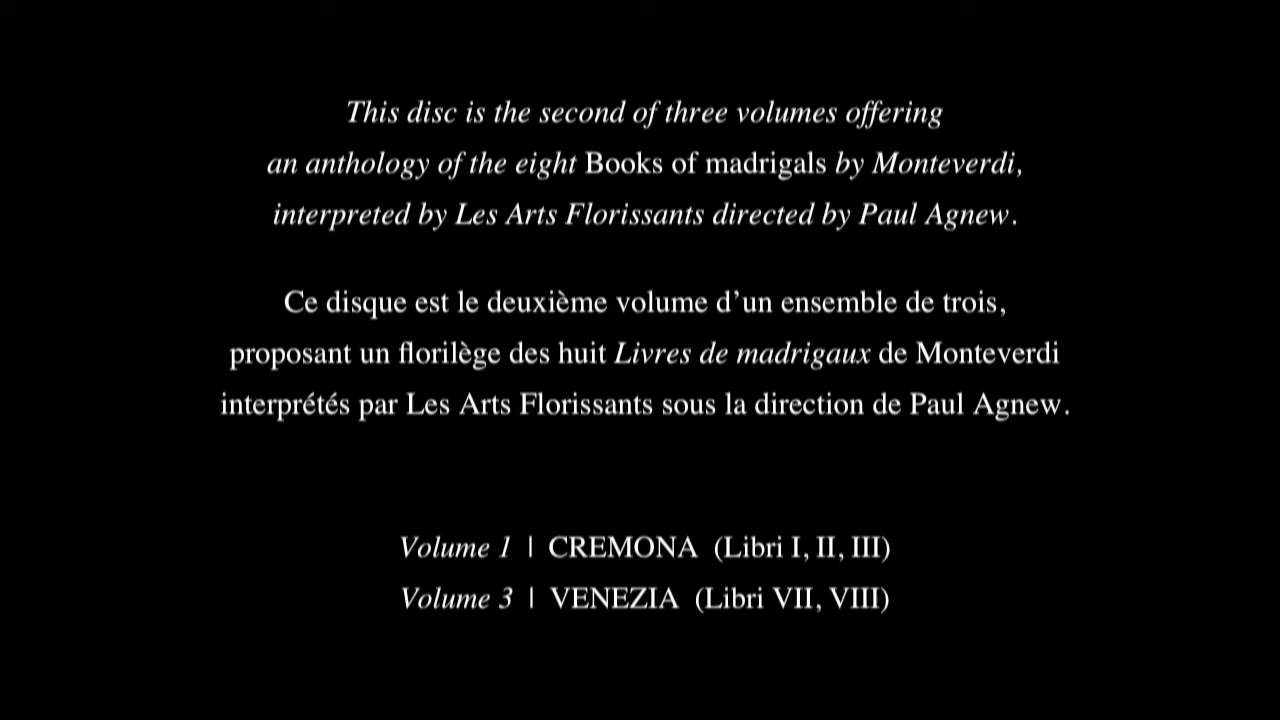 This disc is the second of three volumes offering
an anthology of the eight Books of madrigals by Monteverdi,
interpreted by Les Arts Florissants directed by Paul Agnew.
Ce disque est le deuxième volume d’un ensemble de trois,
proposant un florilège des huit Livres de madrigaux de Monteverdi
interprétés par Les Arts Florissants sous la direction de Paul Agnew.
Volume 1 | CREMONA (Libri I, II, III)
Volume 3 | VENEZIA (Libri VII, VIII)